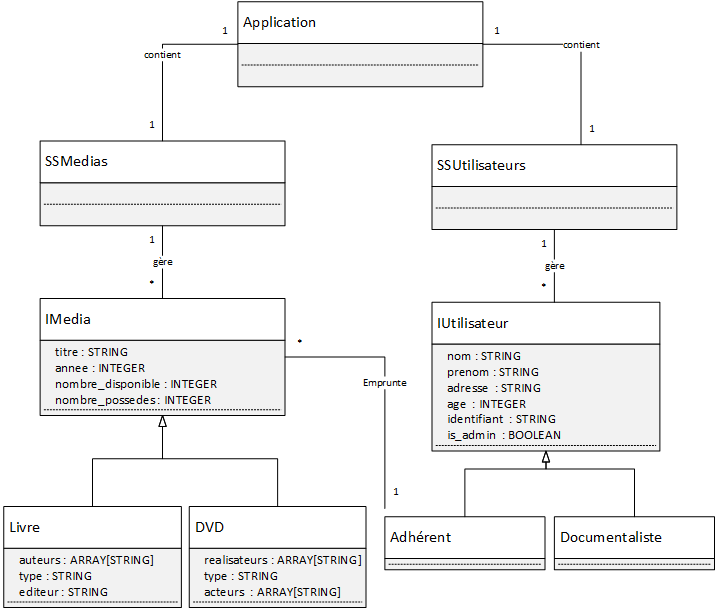 Application
1
1
contient
contient
1
1
SSMedias
SSUtilisateurs
1
1
gère
gère
*
*
IMedia
titre : STRING
annee : INTEGER
nombre_disponible : INTEGER
nombre_possedes : INTEGER
IUtilisateur
nom : STRING
prenom : STRING
adresse : STRING
age : INTEGER
identifiant : STRING
is_admin : BOOLEAN
*
Emprunte
1
Livre
auteurs : ARRAY[STRING]
type : STRING
editeur : STRING
DVD
realisateurs : ARRAY[STRING]
type : STRING
acteurs : ARRAY[STRING]
Adhérent
Documentaliste